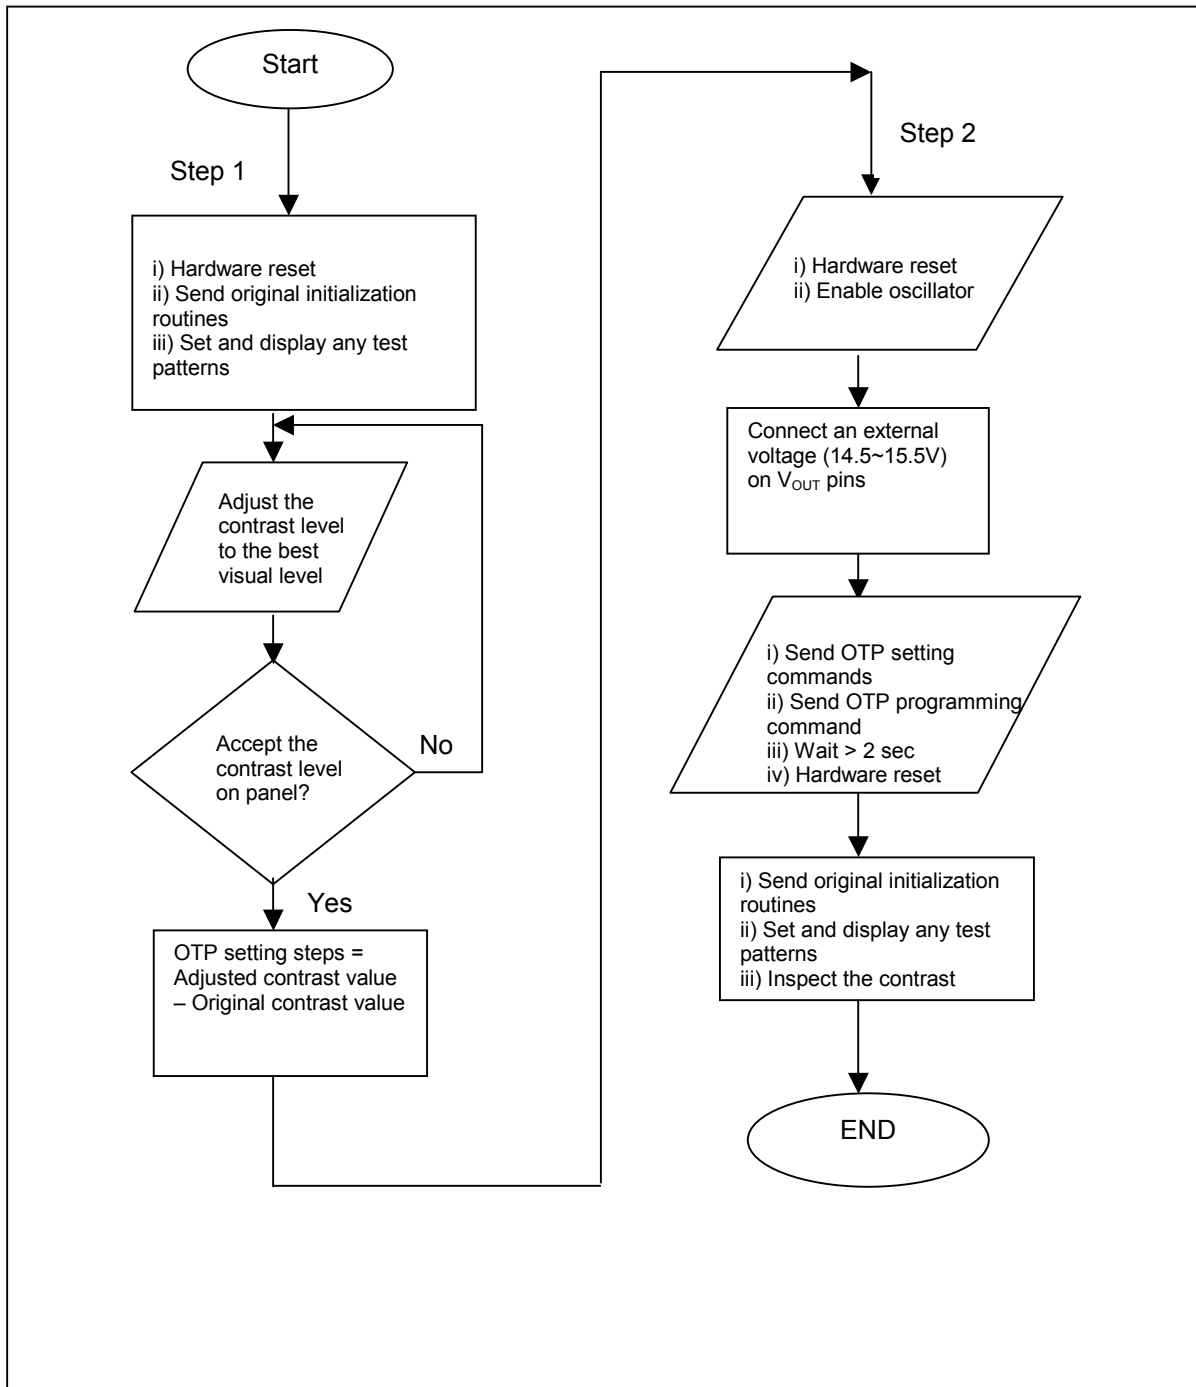 Start
Step 1
i) Hardware reset
ii) Send original initialization
routines
iii) Set and display any test
patterns
Adjust the
contrast level
to the best
visual level
Accept the
contrast level
on panel?
No
Yes
OTP setting steps =
Adjusted contrast value
– Original contrast value
Step 2
i) Hardware reset
ii) Enable oscillator
Connect an external
voltage (14.5~15.5V)
on VOUT pins
i) Send OTP setting
commands
ii) Send OTP programming
command
iii) Wait > 2 sec
iv) Hardware reset
i) Send original initialization
routines
ii) Set and display any test
patterns
iii) Inspect the contrast
END